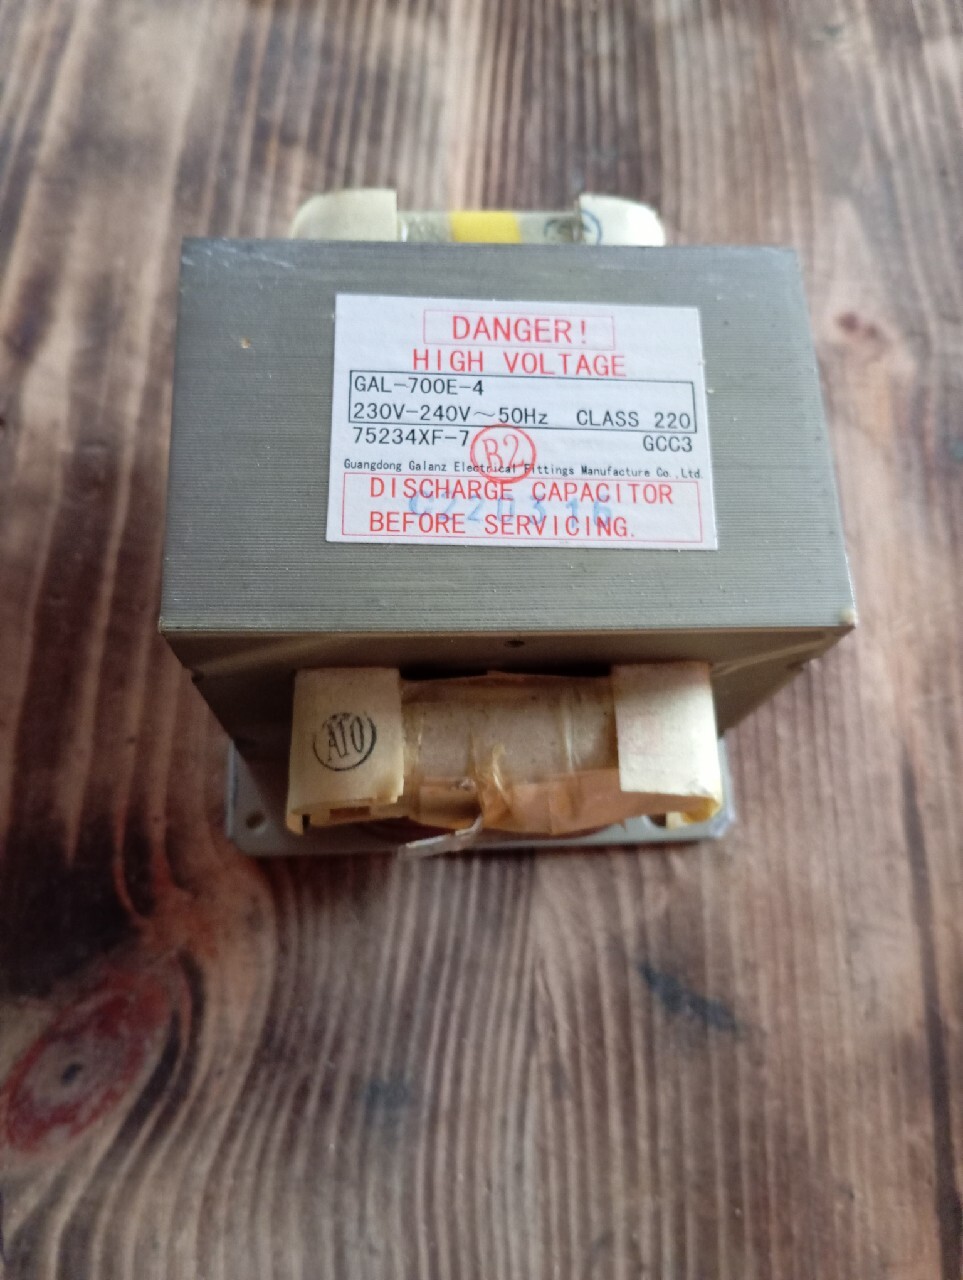 DANGER!
HIGH VOLTAGE
GAL-700E-4
230V-240V~50Hz CLASS 220
75234XF-7 GCC3
B2
Guangdong Galanz Electrical Fittings Manufacture Co.,Ltd.
DISCHARGE CAPACITOR
BEFORE SERVICING.